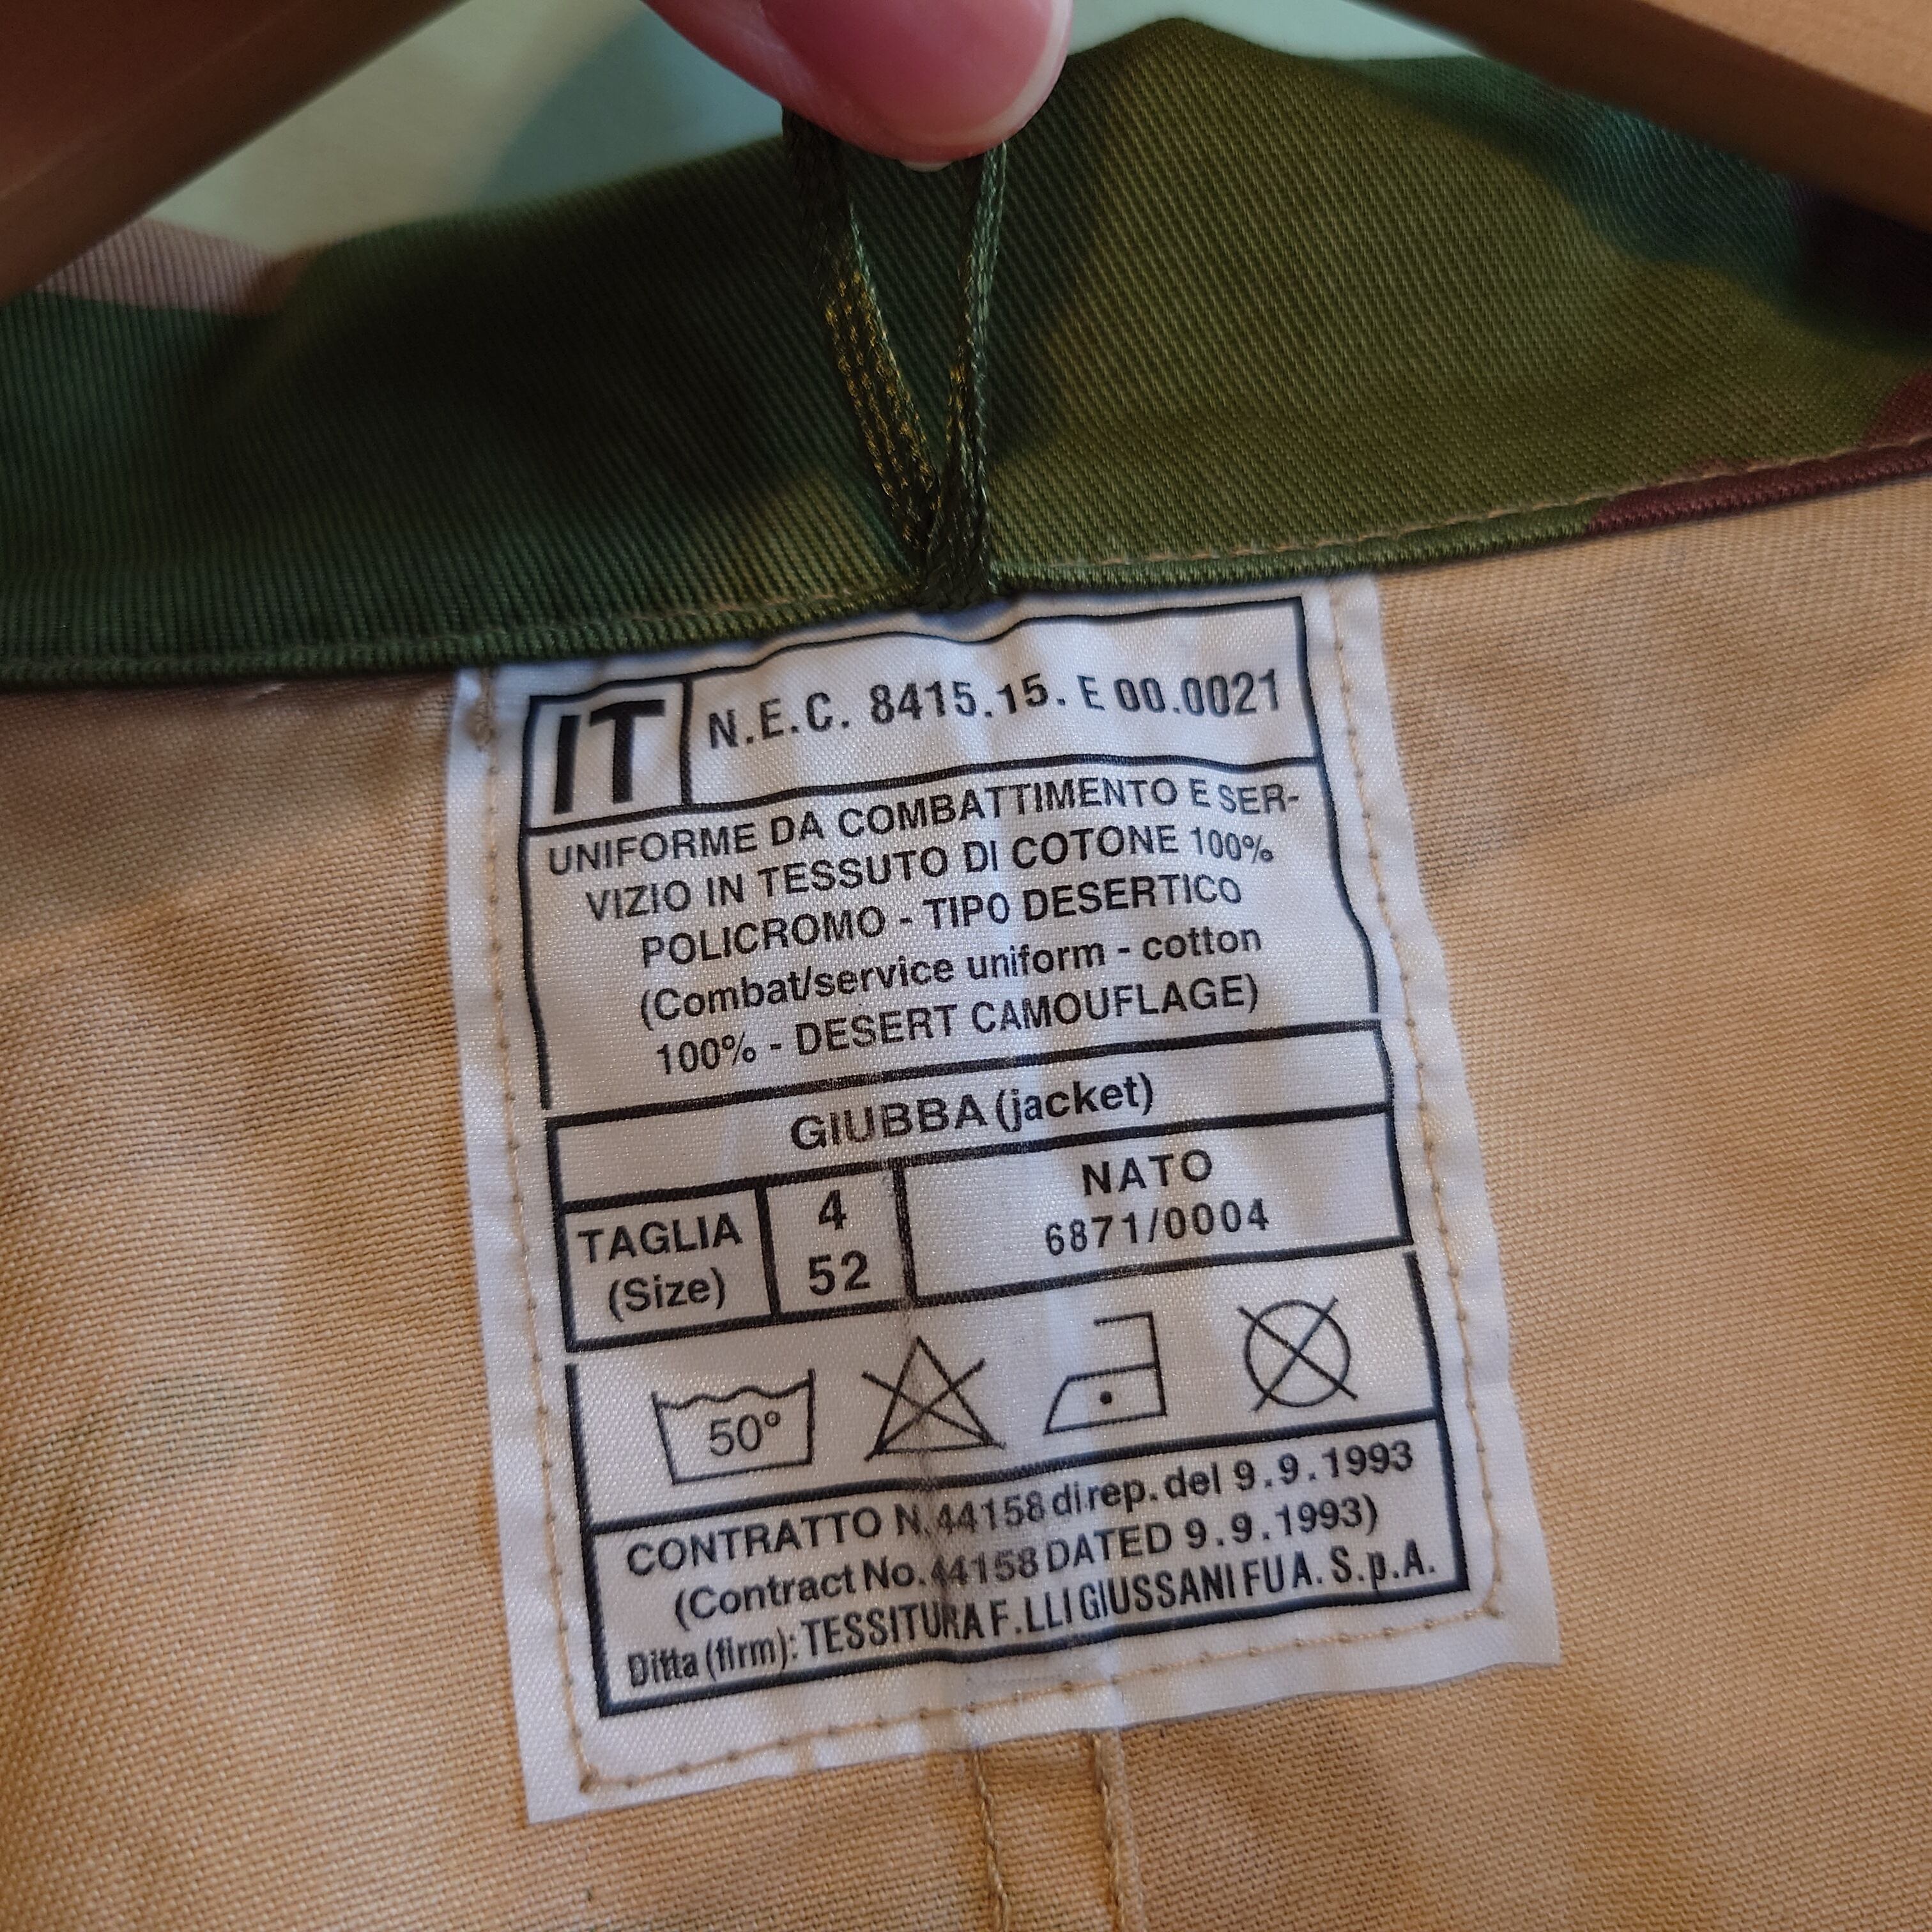 IT N.E.C. 8415.15. E 00.0021
UNIFORME DA COMBATTIMENTO E SER-
VIZIO IN TESSUTO DI COTONE 100%
POLICROMO - TIPO DESERTICO
(Combat/service uniform - cotton
100% - DESERT CAMOUFLAGE)
GIUBBA (jacket)
TAGLIA
(Size)
4
52
NATO
6871/0004
50°
CONTRATTO N.44158 di rep. del 9.9.1993
(Contract No.44158 DATED 9.9.1993)
Ditta (firm): TESSITURA F.LLI GIUSSANI FU A. S.p.A.